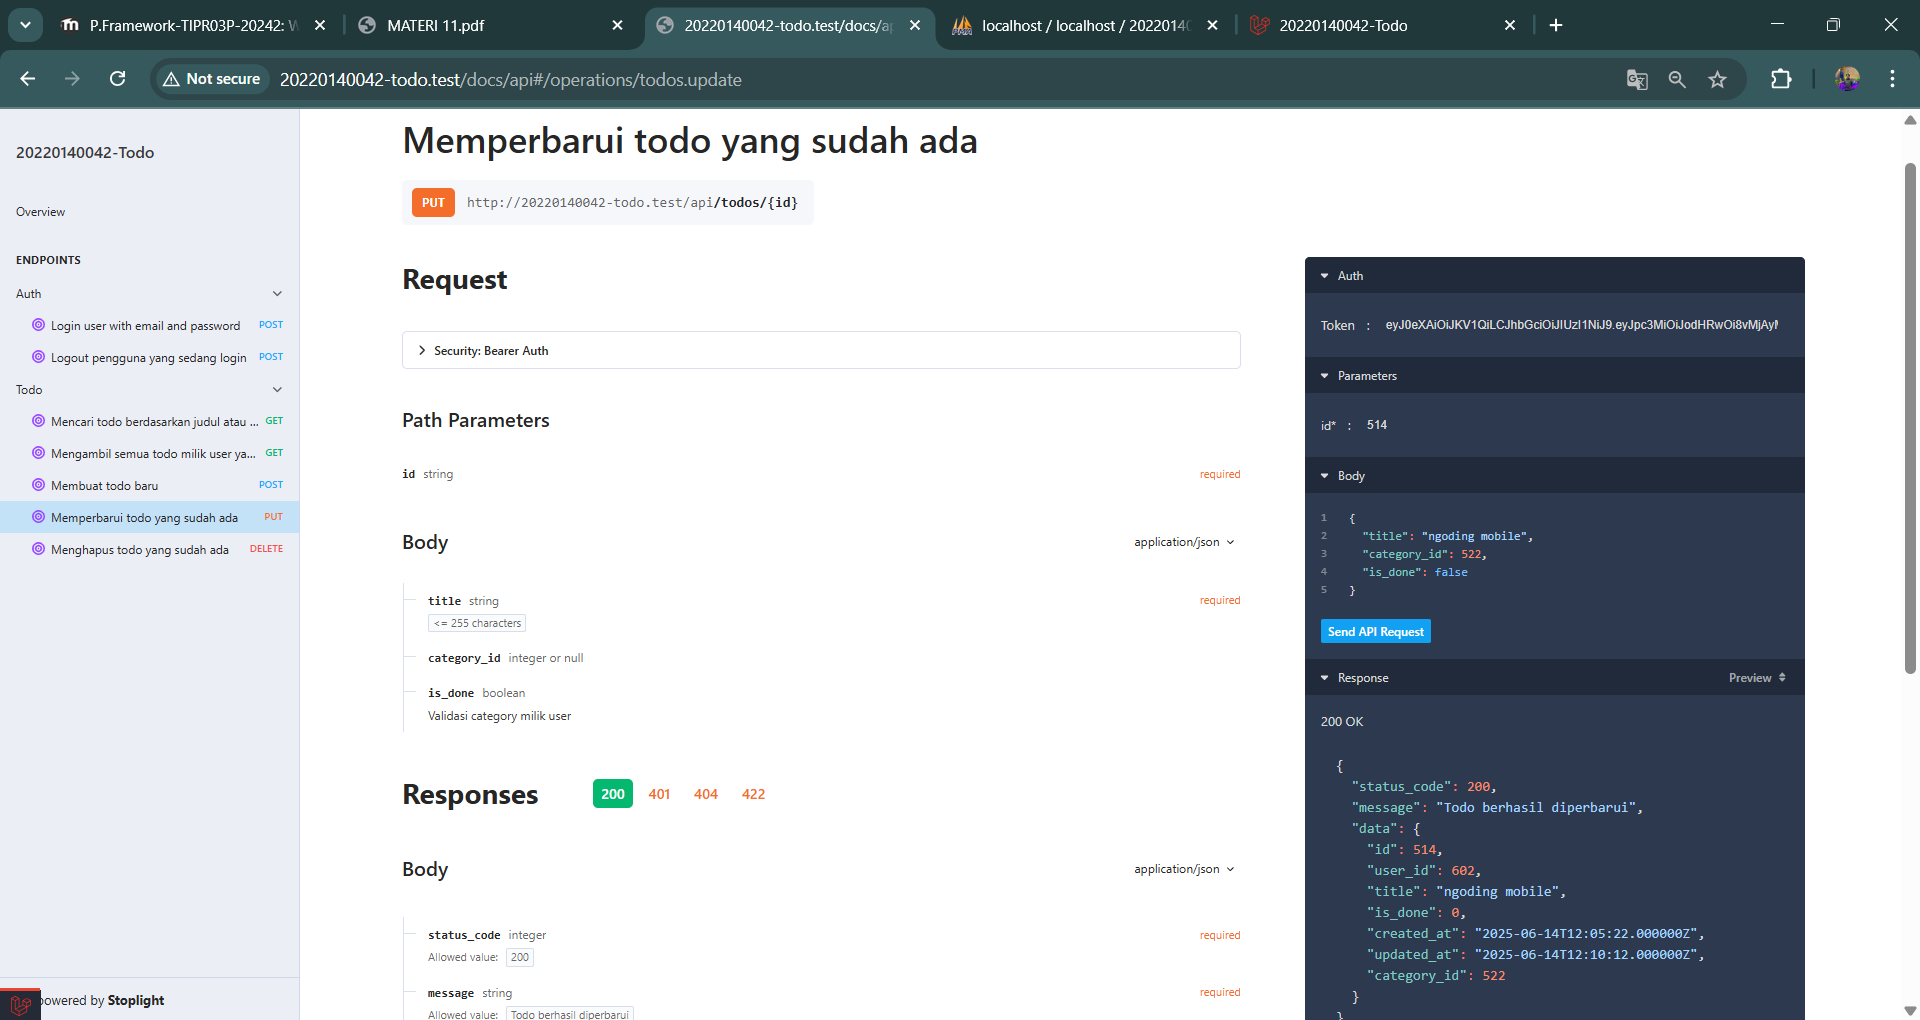 P.Framework-TIPR03P-20242: W
MATERI 11.pdf
20220140042-todo.test/docs/ap
localhost / localhost / 2022014
20220140042-Todo
Not secure
20220140042-todo.test/docs/api#/operations/todos.update
20220140042-Todo
Overview
ENDPOINTS
Auth
Login user with email and password POST
Logout pengguna yang sedang login POST
Todo
Mencari todo berdasarkan judul atau ... GET
Mengambil semua todo milik user ya... GET
Membuat todo baru POST
Memperbarui todo yang sudah ada PUT
Menghapus todo yang sudah ada DELETE
powered by Stoplight
Memperbarui todo yang sudah ada
PUT http://20220140042-todo.test/api/todos/{id}
Request
Security: Bearer Auth
Path Parameters
id string required
Body application/json
title string required
<= 255 characters
category_id integer or null
is_done boolean
Validasi category milik user
Responses 200 401 404 422
Body application/json
status_code integer required
Allowed value: 200
message string required
Allowed value: Todo berhasil diperbarui
Auth
Token : eyJ0eXAiOiJKV1QiLCJhbGciOiJIUzI1NiJ9.eyJpc3MiOiJodHRwOi8vMjAyM
Parameters
id* : 514
Body
1 {
2 "title": "ngoding mobile",
3 "category_id": 522,
4 "is_done": false
5 }
Send API Request
Response Preview
200 OK
{
"status_code": 200,
"message": "Todo berhasil diperbarui",
"data": {
"id": 514,
"user_id": 602,
"title": "ngoding mobile",
"is_done": 0,
"created_at": "2025-06-14T12:05:22.000000Z",
"updated_at": "2025-06-14T12:10:12.000000Z",
"category_id": 522
}
}